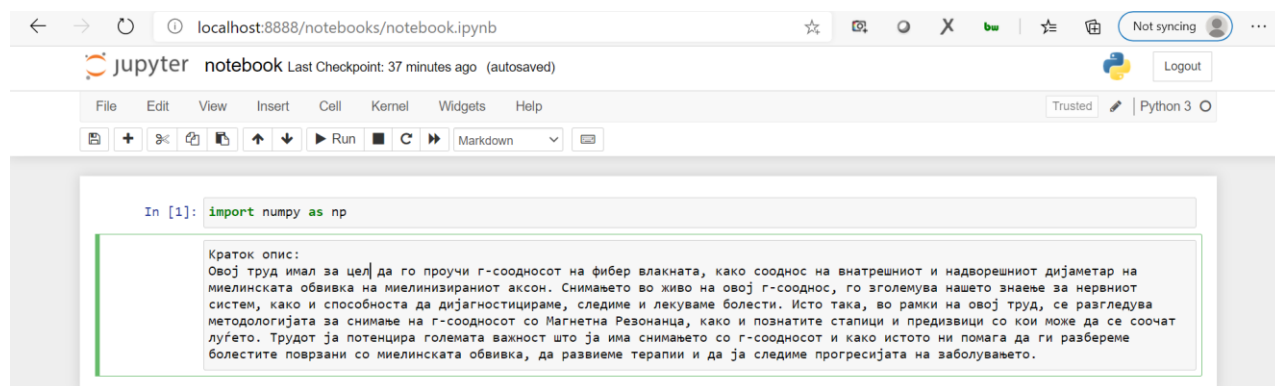 localhost:8888/notebooks/notebook.ipynb
bw
Not syncing
jupyter notebook Last Checkpoint: 37 minutes ago (autosaved)
Logout
File Edit View Insert Cell Kernel Widgets Help
Trusted Python 3
Run Markdown
In [1]: import numpy as np
Краток опис:
Овој труд имал за цел да го проучи г-соодносот на фибер влакната, како сооднос на внатрешниот и надворешниот дијаметар на
миелинската обвивка на миелинизираниот аксон. Снимањето во живо на овој г-сооднос, го зголемува нашето знаење за нервниот
систем, како и способноста да дијагностицираме, следиме и лекуваме болести. Исто така, во рамки на овој труд, се разгледува
методологијата за снимање на г-соодносот со Магнетна Резонанца, како и познатите стапици и предизвици со кои може да се соочат
луѓето. Трудот ја потенцира големата важност што ја има снимањето со г-соодносот и како истото ни помага да ги разбереме
болестите поврзани со миелинската обвивка, да развиеме терапии и да ја следиме прогресијата на заболувањето.